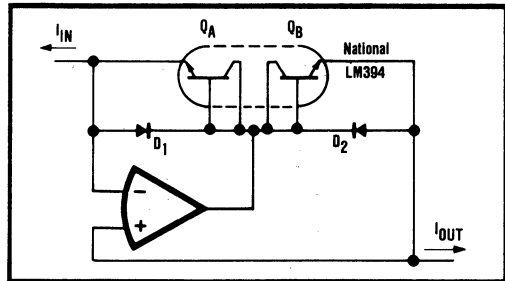 I_IN
Q_A Q_B
National
LM394
D_1 D_2
−
+
I_OUT